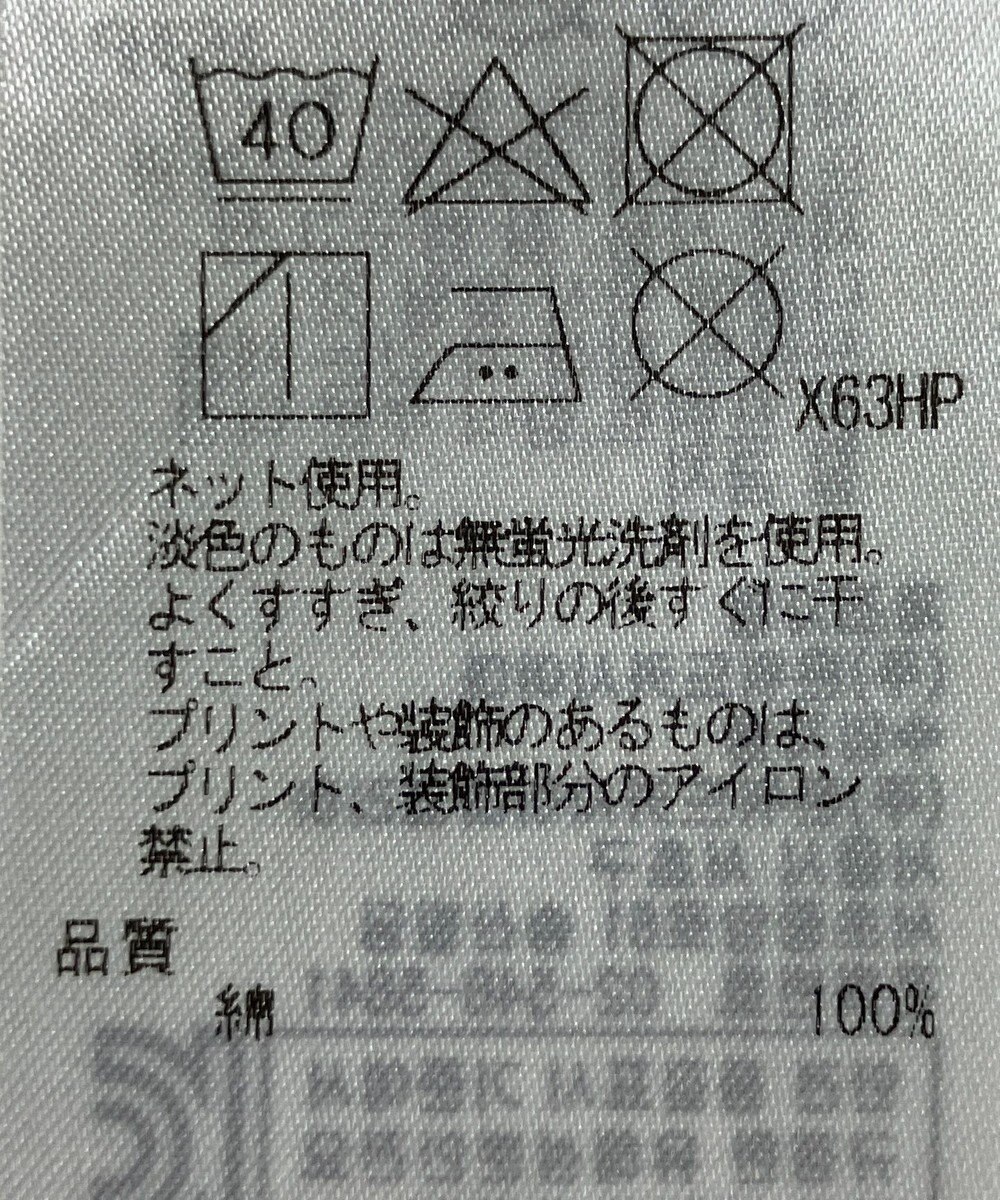 40
X63HP
ネット使用。
淡色のものは無蛍光洗剤を使用。
よくすすぎ、絞りの後すぐに干
すこと。
プリントや装飾のあるものは、
プリント、装飾部分のアイロン
禁止。
品質
綿 100%